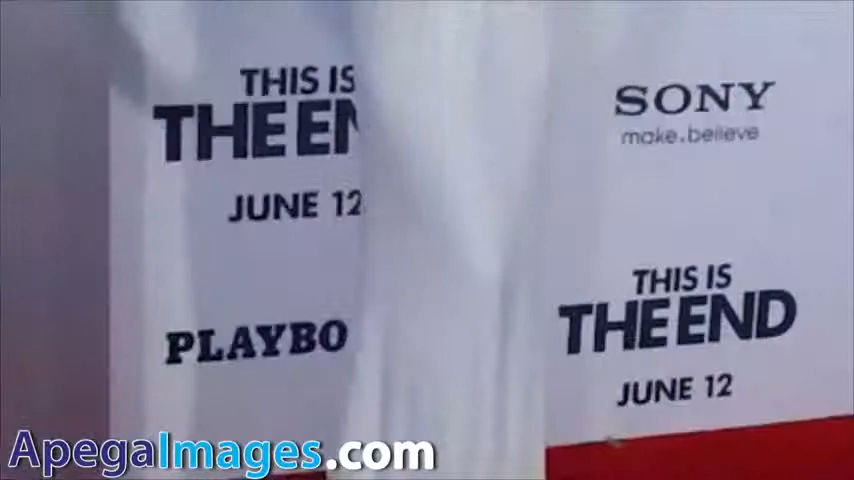 THIS IS
THE EN
JUNE 12
PLAYBO
SONY
make.believe
THIS IS
THE END
JUNE 12
ApegaImages.com